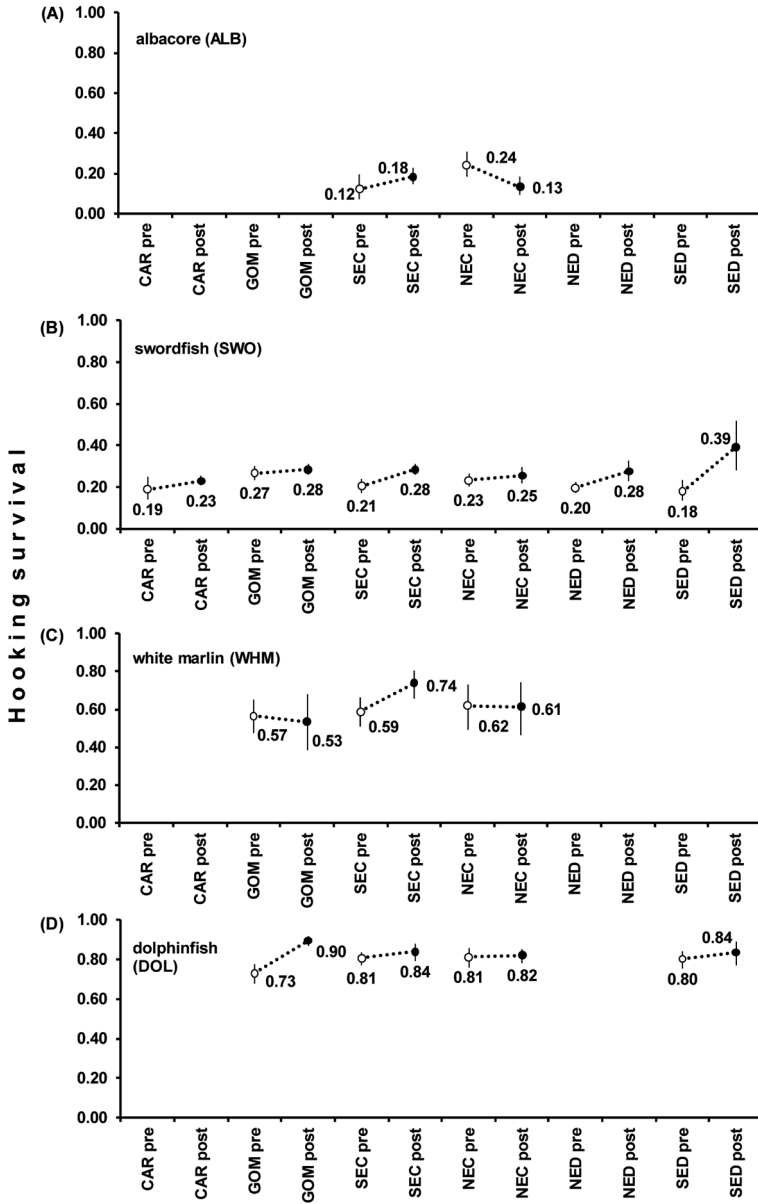 Hooking survival
(A)
albacore (ALB)
1.00
0.80
0.60
0.40
0.20
0.00
0.12
0.18
0.24
0.13
CAR pre
CAR post
GOM pre
GOM post
SEC pre
SEC post
NEC pre
NEC post
NED pre
NED post
SED pre
SED post
(B)
swordfish (SWO)
1.00
0.80
0.60
0.40
0.20
0.00
0.19
0.23
0.27
0.28
0.21
0.28
0.23
0.25
0.20
0.28
0.18
0.39
CAR pre
CAR post
GOM pre
GOM post
SEC pre
SEC post
NEC pre
NEC post
NED pre
NED post
SED pre
SED post
(C)
white marlin (WHM)
1.00
0.80
0.60
0.40
0.20
0.00
0.57
0.53
0.59
0.74
0.62
0.61
CAR pre
CAR post
GOM pre
GOM post
SEC pre
SEC post
NEC pre
NEC post
NED pre
NED post
SED pre
SED post
(D)
dolphinfish
(DOL)
1.00
0.80
0.60
0.40
0.20
0.00
0.73
0.90
0.81
0.84
0.81
0.82
0.80
0.84
CAR pre
CAR post
GOM pre
GOM post
SEC pre
SEC post
NEC pre
NEC post
NED pre
NED post
SED pre
SED post